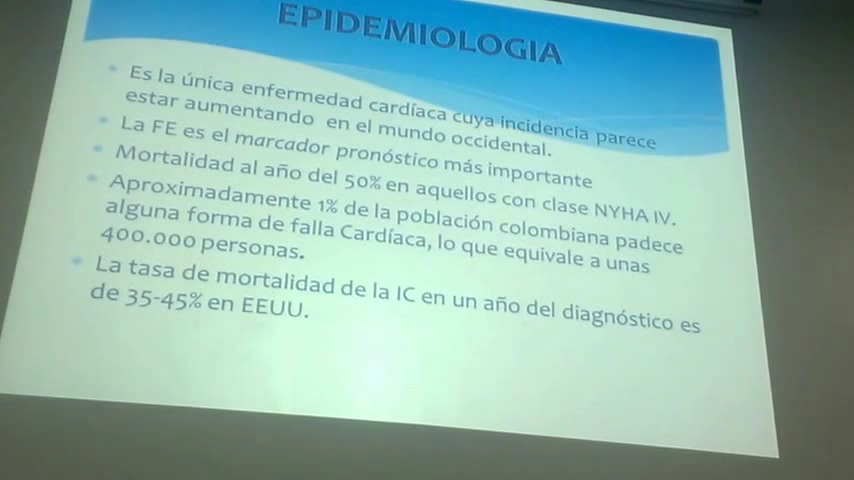 EPIDEMIOLOGIA
Es la única enfermedad cardíaca cuya incidencia parece
estar aumentando en el mundo occidental.
La FE es el marcador pronóstico más importante
Mortalidad al año del 50% en aquellos con clase NYHA IV.
Aproximadamente 1% de la población colombiana padece
alguna forma de falla Cardíaca, lo que equivale a unas
400.000 personas.
La tasa de mortalidad de la IC en un año del diagnóstico es
de 35-45% en EEUU.